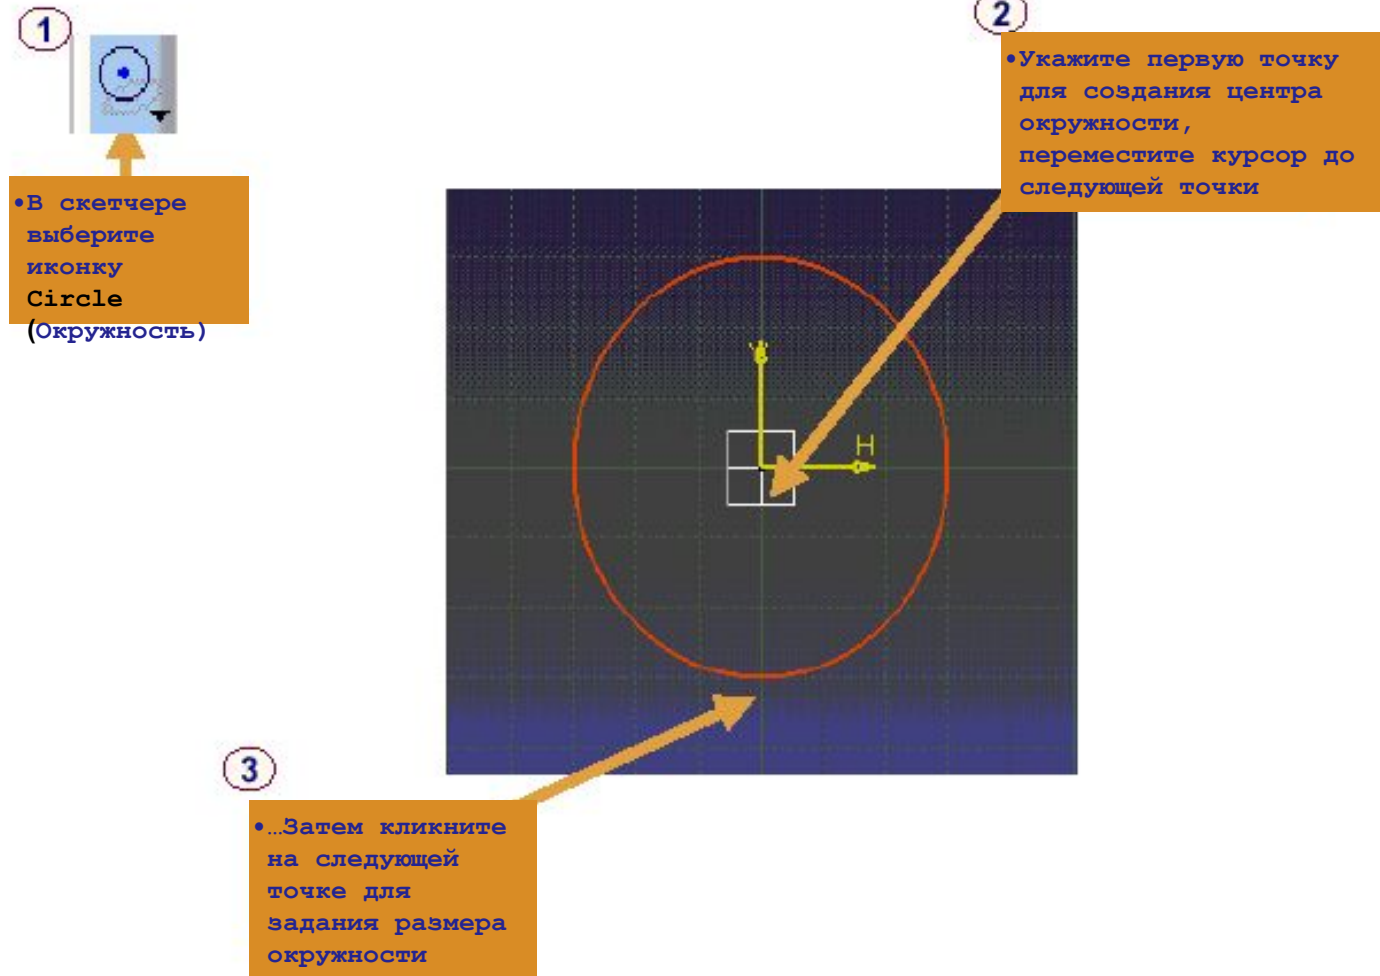 1
•В скетчере
выберите
иконку
Circle
(Окружность)
2
•Укажите первую точку
для создания центра
окружности,
переместите курсор до
следующей точки
V
H
3
•…Затем кликните
на следующей
точке для
задания размера
окружности